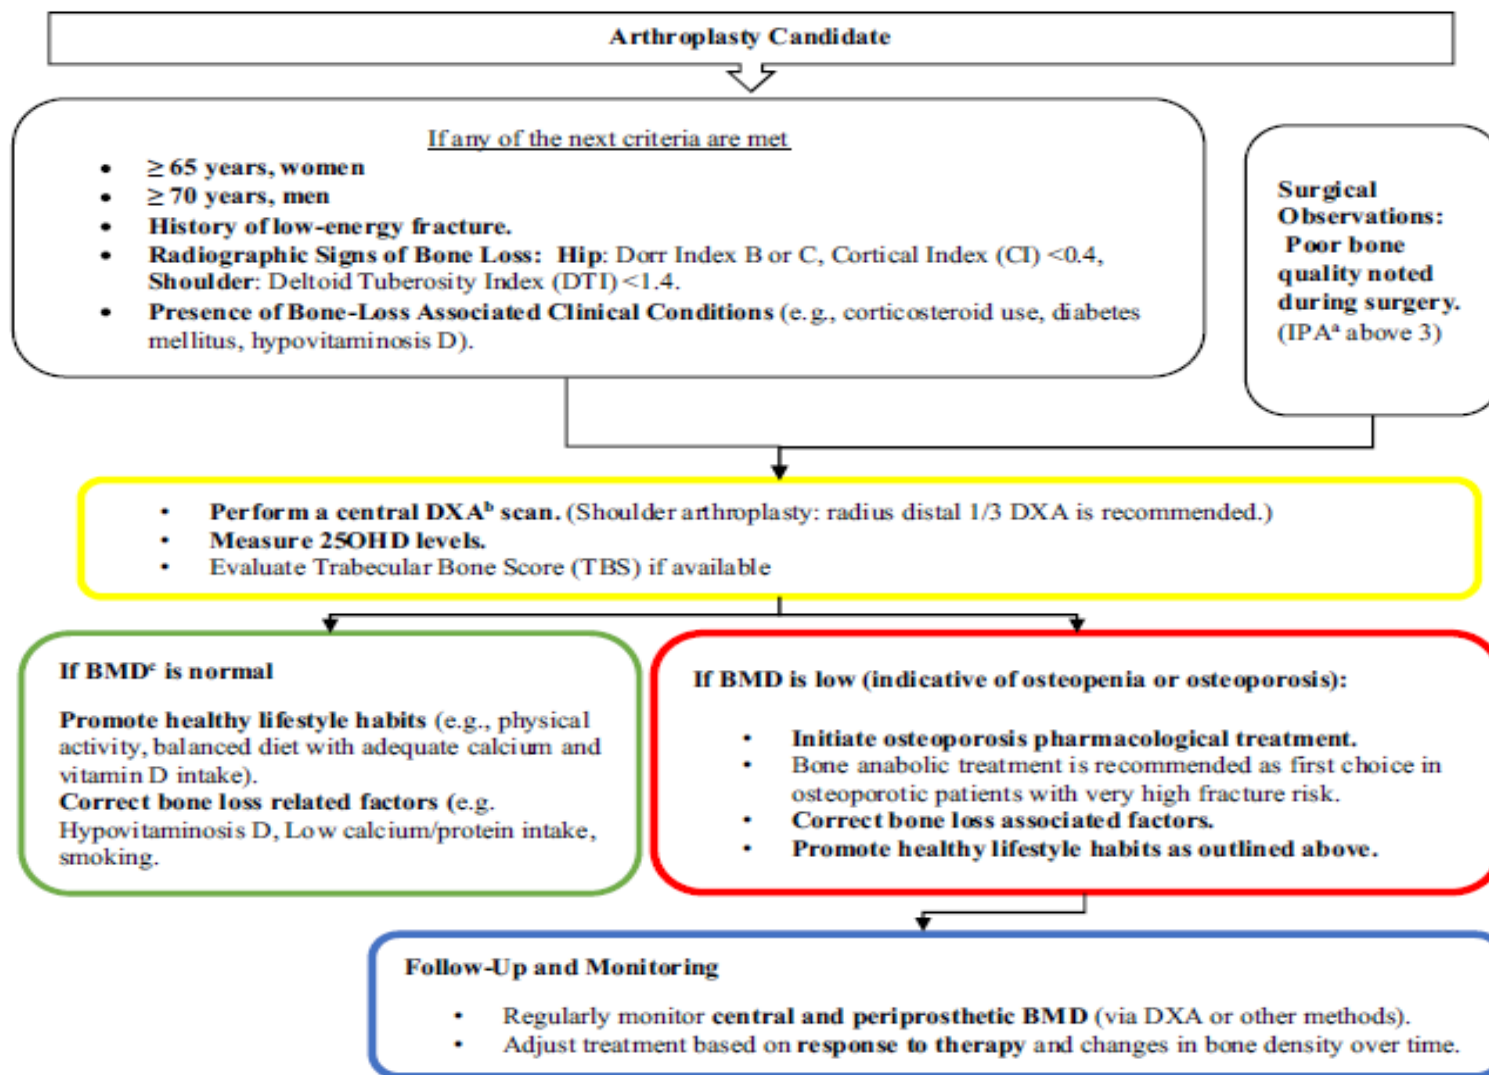 Arthroplasty Candidate
If any of the next criteria are met
• ≥ 65 years, women
• ≥ 70 years, men
• History of low-energy fracture.
• Radiographic Signs of Bone Loss: Hip: Dorr Index B or C, Cortical Index (CI) <0.4,
Shoulder: Deltoid Tuberosity Index (DTI) <1.4.
• Presence of Bone-Loss Associated Clinical Conditions (e.g., corticosteroid use, diabetes
mellitus, hypovitaminosis D).
Surgical
Observations:
Poor bone
quality noted
during surgery.
(IPAª above 3)
• Perform a central DXAᵇ scan. (Shoulder arthroplasty: radius distal 1/3 DXA is recommended.)
• Measure 25OHD levels.
• Evaluate Trabecular Bone Score (TBS) if available
If BMDᶜ is normal
Promote healthy lifestyle habits (e.g., physical
activity, balanced diet with adequate calcium and
vitamin D intake).
Correct bone loss related factors (e.g.
Hypovitaminosis D, Low calcium/protein intake,
smoking.
If BMD is low (indicative of osteopenia or osteoporosis):
• Initiate osteoporosis pharmacological treatment.
• Bone anabolic treatment is recommended as first choice in
osteoporotic patients with very high fracture risk.
• Correct bone loss associated factors.
• Promote healthy lifestyle habits as outlined above.
Follow-Up and Monitoring
• Regularly monitor central and periprosthetic BMD (via DXA or other methods).
• Adjust treatment based on response to therapy and changes in bone density over time.